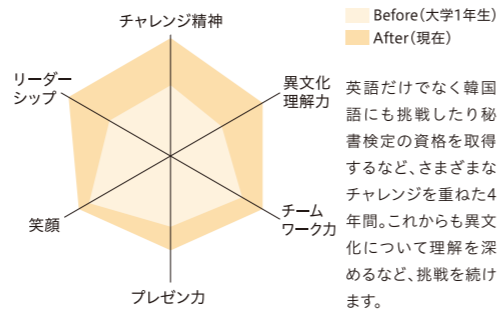 チャレンジ精神
Before（大学1年生）
After（現在）
リーダー
シップ
異文化
理解力
チーム
ワーク力
笑顔
プレゼン力
英語だけでなく韓国
語にも挑戦したり秘
書検定の資格を取得
するなど、さまざまな
チャレンジを重ねた4
年間。これからも異文
化について理解を深
めるなど、挑戦を続け
ます。